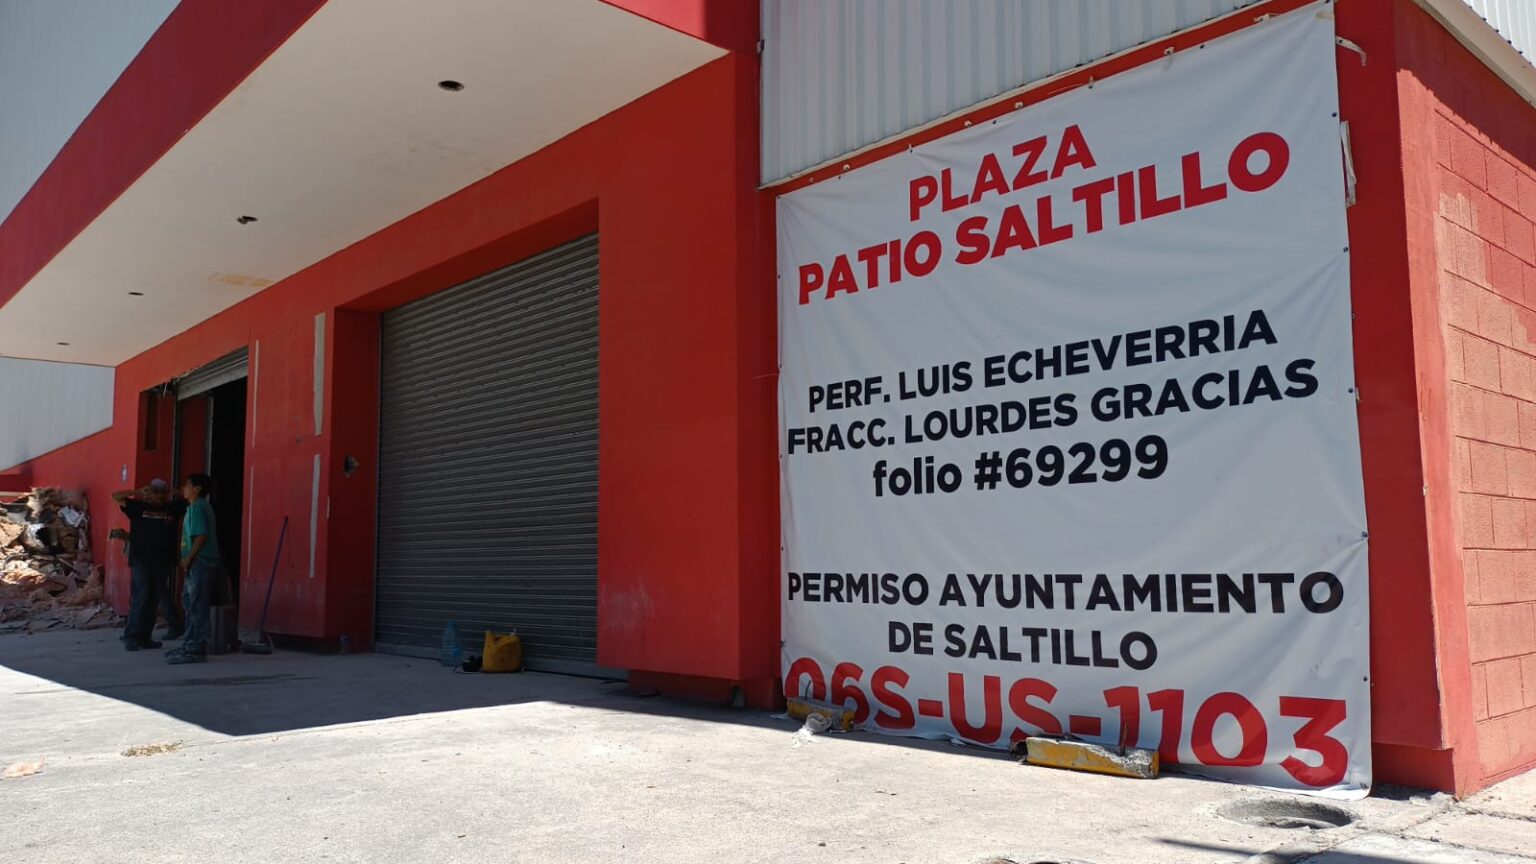 PLAZA
PATIO SALTILLO
PERF. LUIS ECHEVERRIA
FRACC. LOURDES GRACIAS
folio #69299
PERMISO AYUNTAMIENTO
DE SALTILLO
06S-US-1103